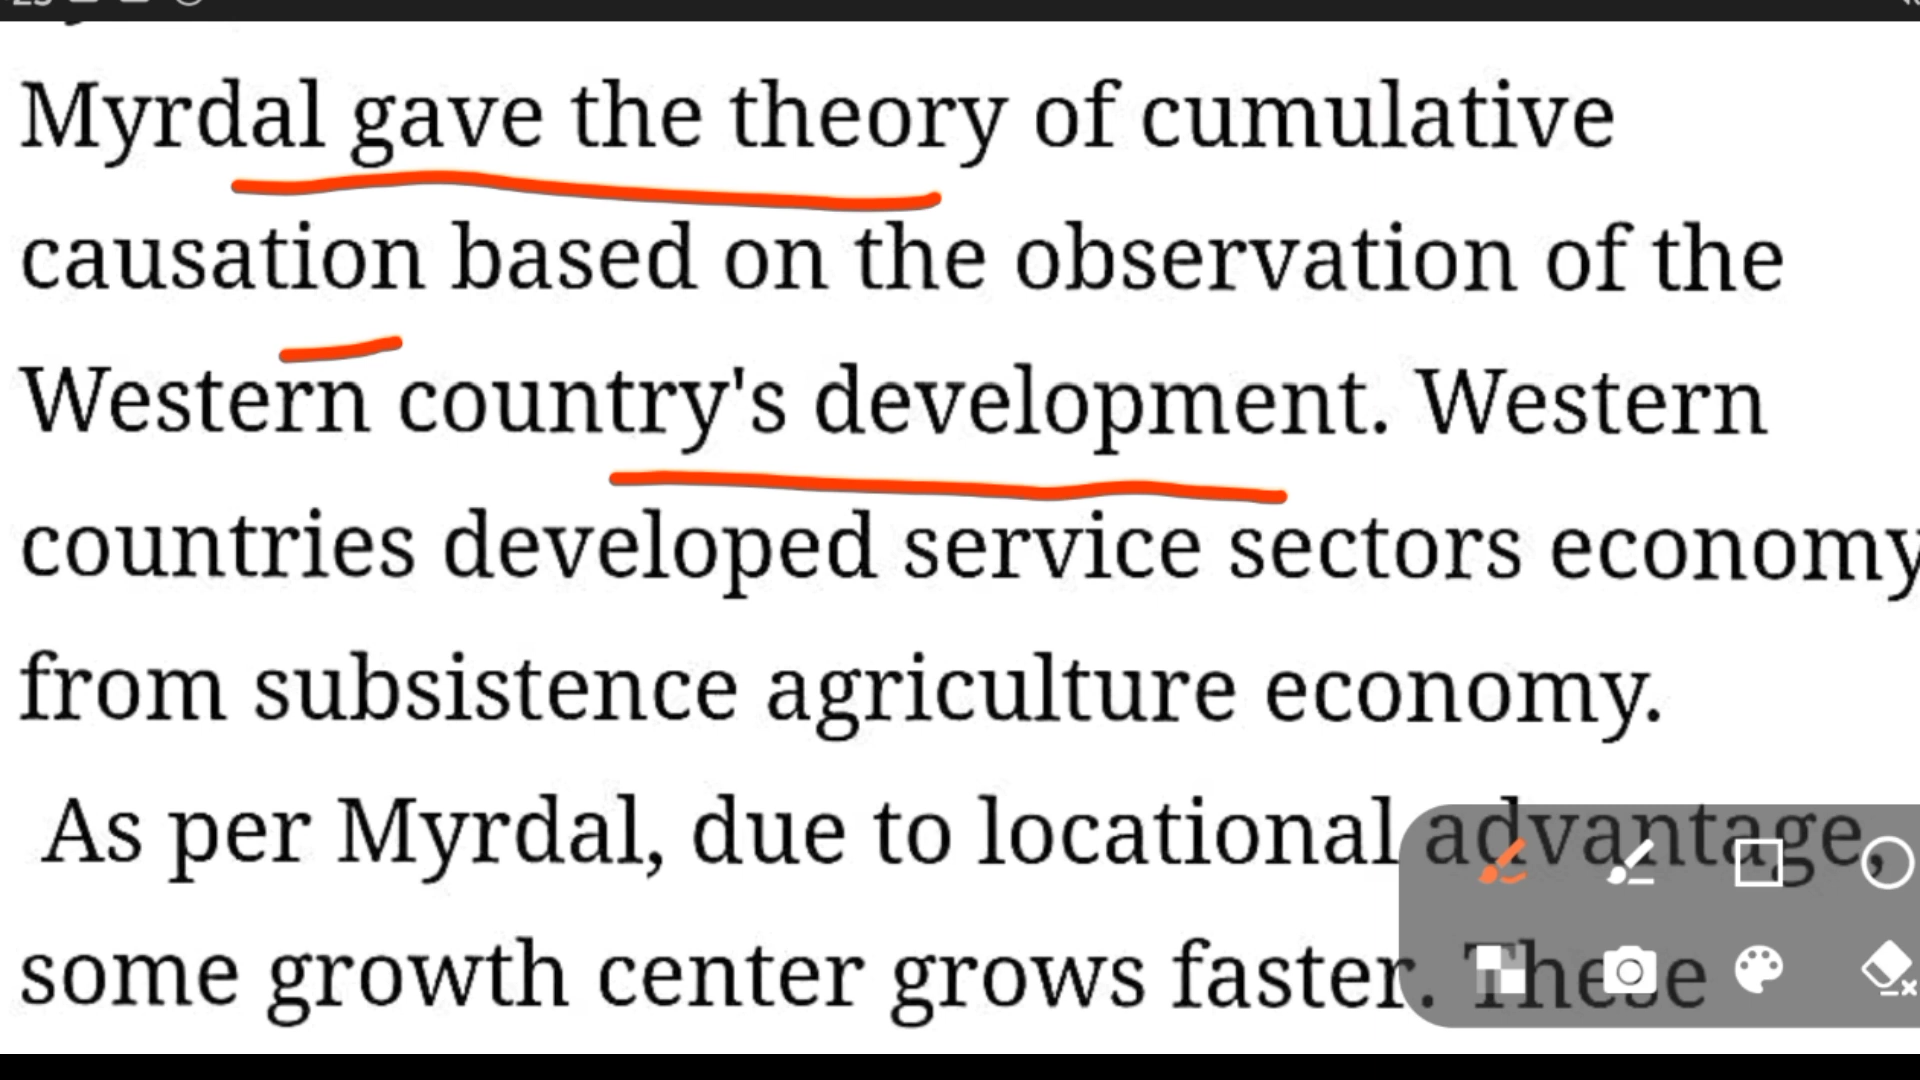 Myrdal gave the theory of cumulative
causation based on the observation of the
Western country's development. Western
countries developed service sectors economy
from subsistence agriculture economy.
As per Myrdal, due to locational advantage,
some growth center grows faster. These